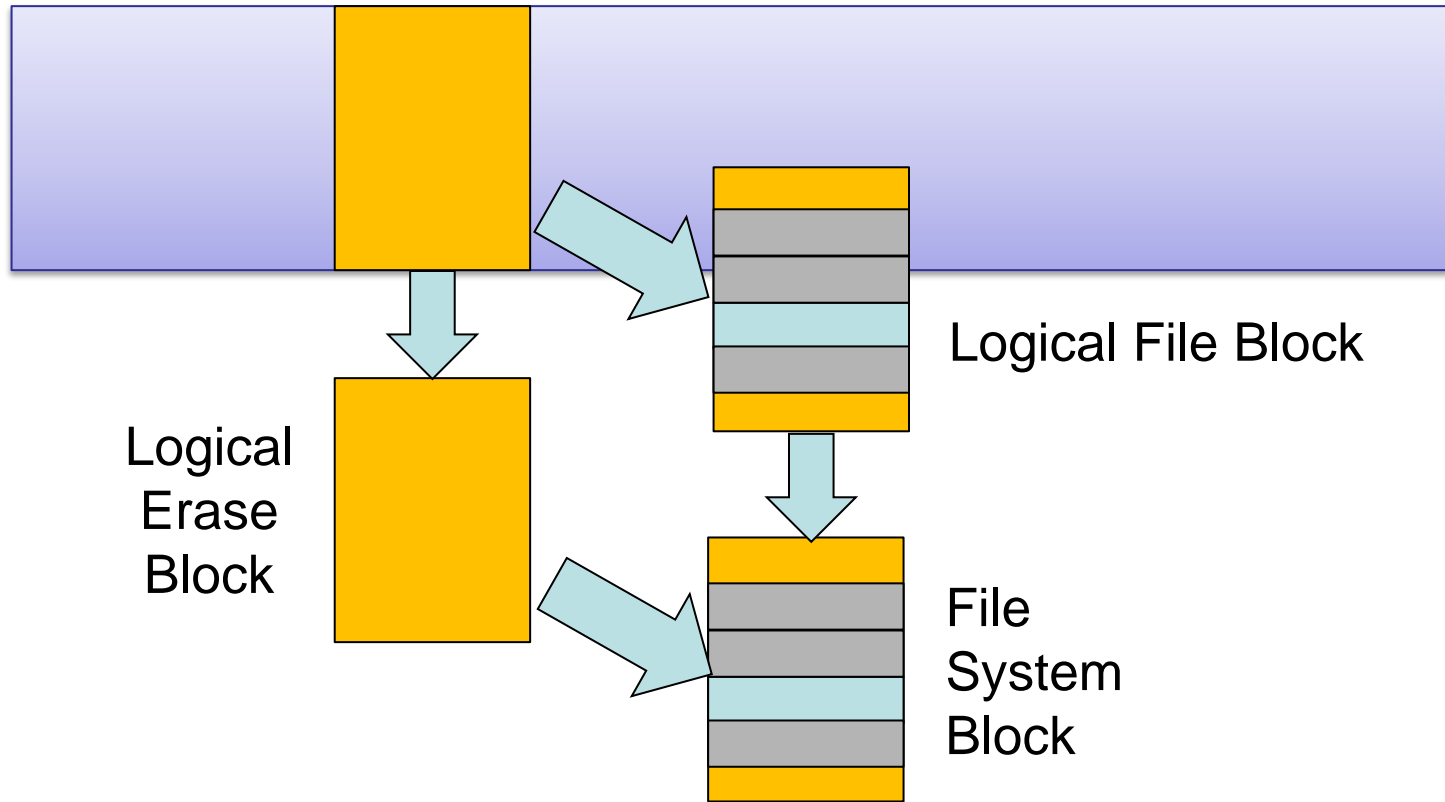 Logical File Block
Logical
Erase
Block
File
System
Block